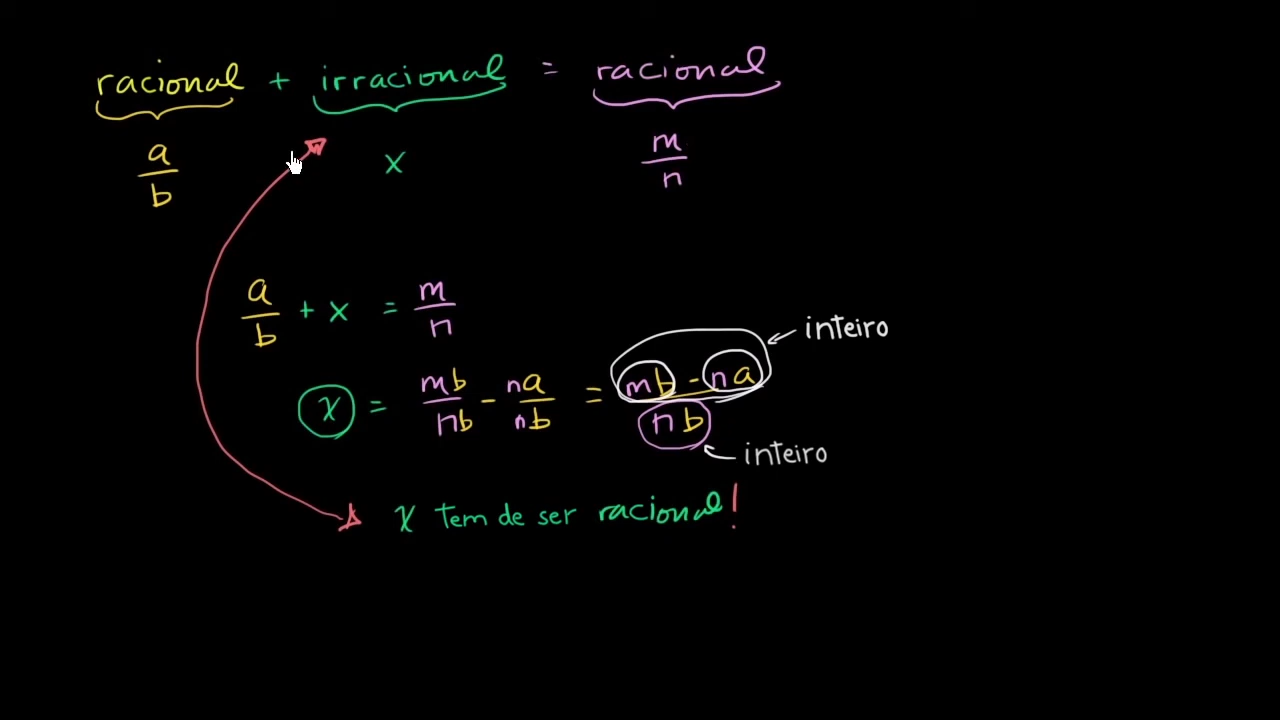 racional + irracional = racional
a/b x m/n
a/b + x = m/n
x = mb/nb - na/nb = mb - na/nb
inteiro
inteiro
x tem de ser racional!